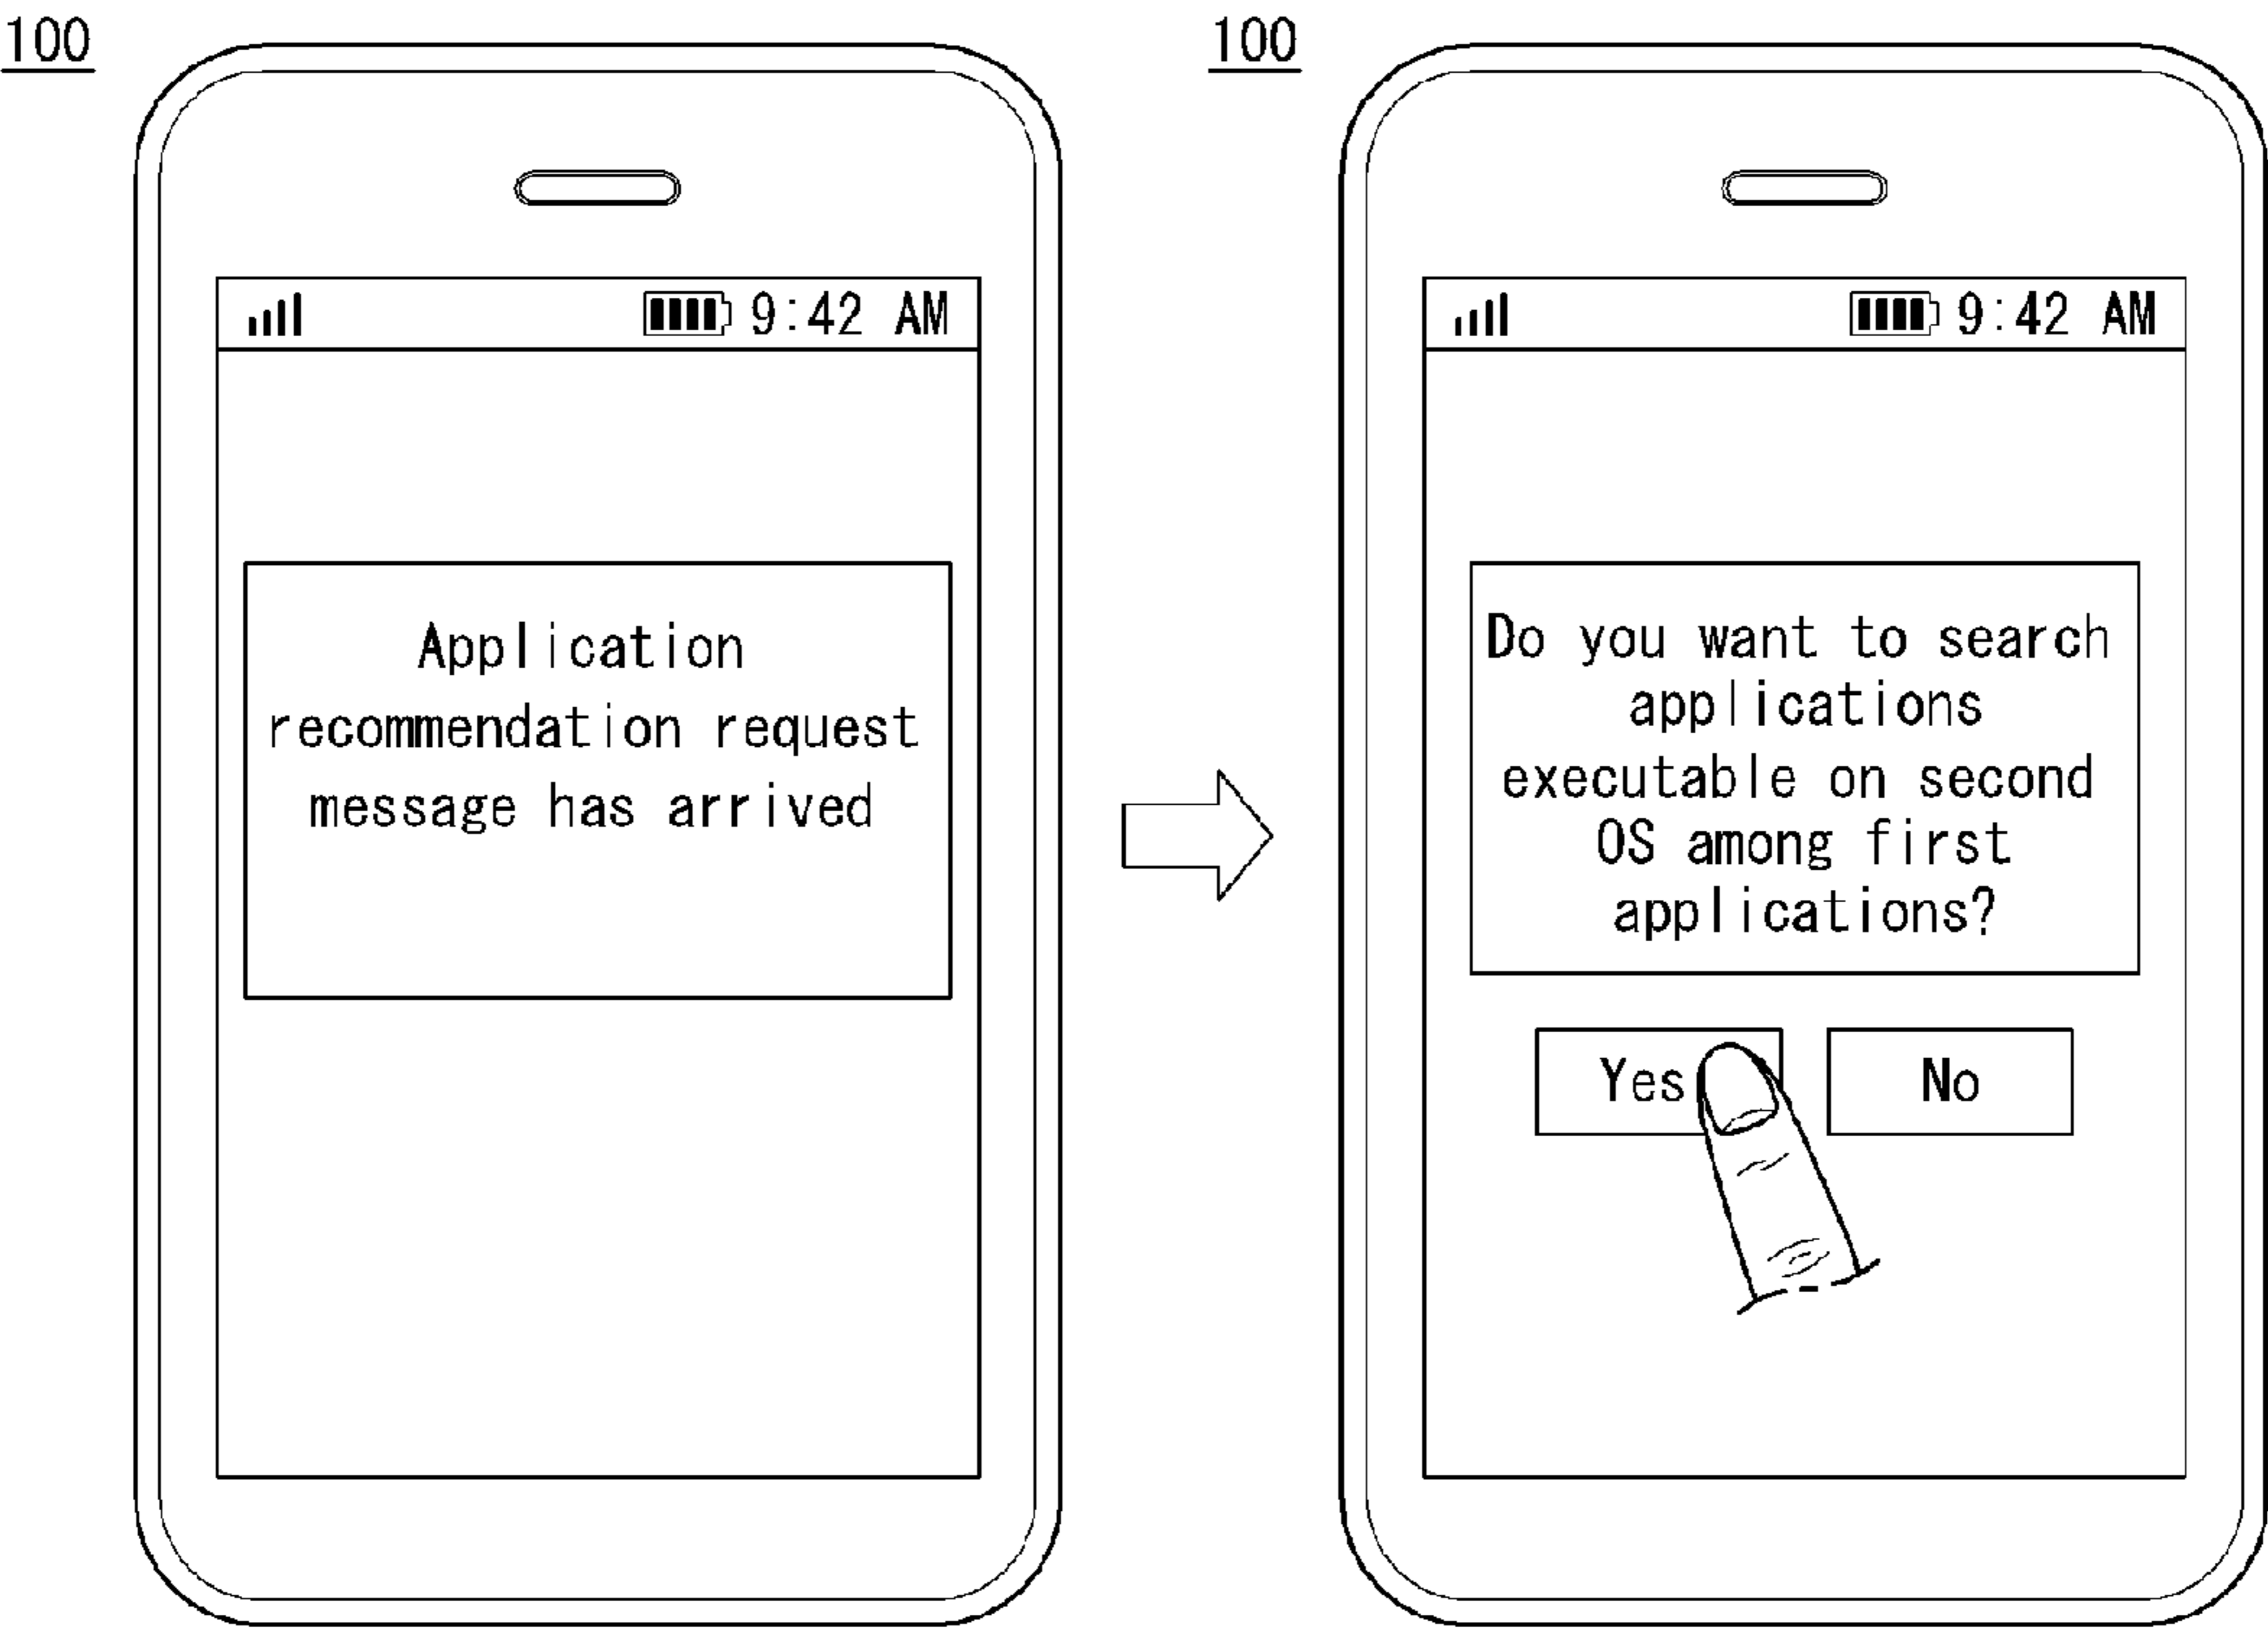 100
9:42 AM
Application
recommendation request
message has arrived
100
9:42 AM
Do you want to search
applications
executable on second
OS among first
applications?
Yes
No